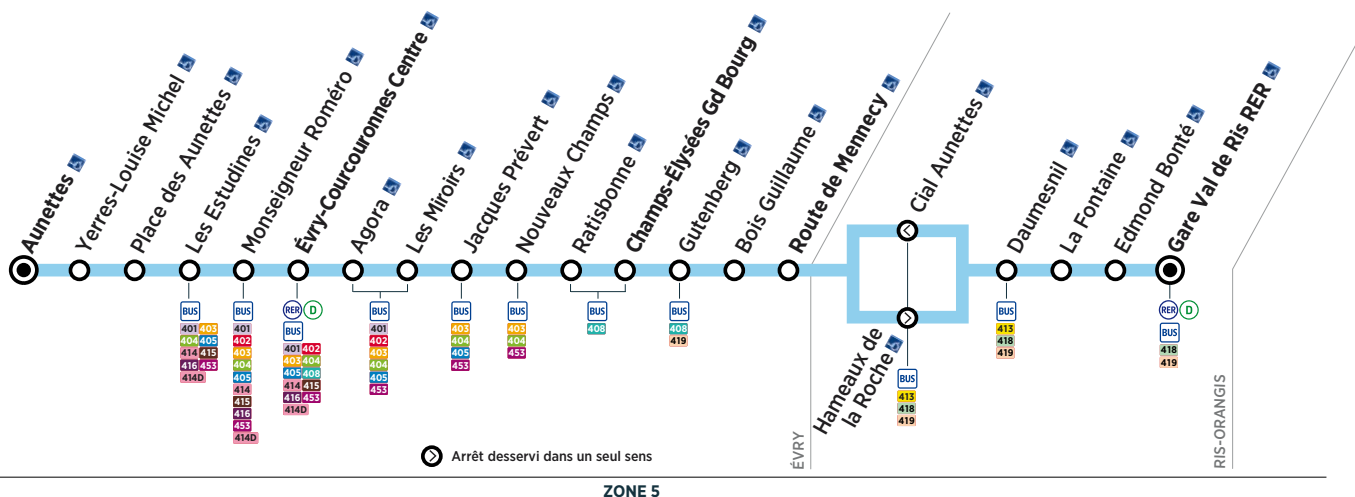 Aunettes
Yerres-Louise Michel
Place des Aunettes
Les Estudines
Monseigneur Roméro
Évry-Courcouronnes Centre
Agora
Les Miroirs
Jacques Prévert
Nouveaux Champs
Ratisbonne
Champs-Élysées Gd Bourg
Gutenberg
Bois Guillaume
Route de Mennecy
Cial Aunettes
Hameaux de
la Roche
Daumesnil
La Fontaine
Edmond Bonté
Gare Val de Ris RER
BUS
401 403
404 405
414 415
416 453
414D
BUS
401
402
403
404
405
414
415
416
453
414D
RER D
BUS
401 402
403 404
405 408
414 415
416 453
414D
BUS
401
402
403
404
405
453
BUS
403
404
405
453
BUS
403
404
453
BUS
408
BUS
408
419
BUS
413
418
419
BUS
413
418
419
RER D
BUS
418
419
ÉVRY
RIS-ORANGIS
Arrêt desservi dans un seul sens
ZONE 5